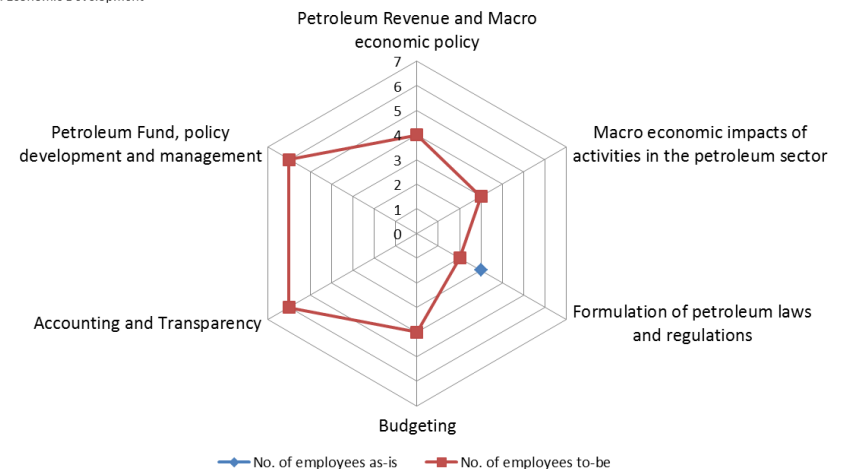 Economic Development
Petroleum Revenue and Macro
economic policy
7
6
5
4
3
2
1
0
Macro economic impacts of
activities in the petroleum sector
Formulation of petroleum laws
and regulations
Budgeting
Accounting and Transparency
Petroleum Fund, policy
development and management
No. of employees as-is
No. of employees to-be